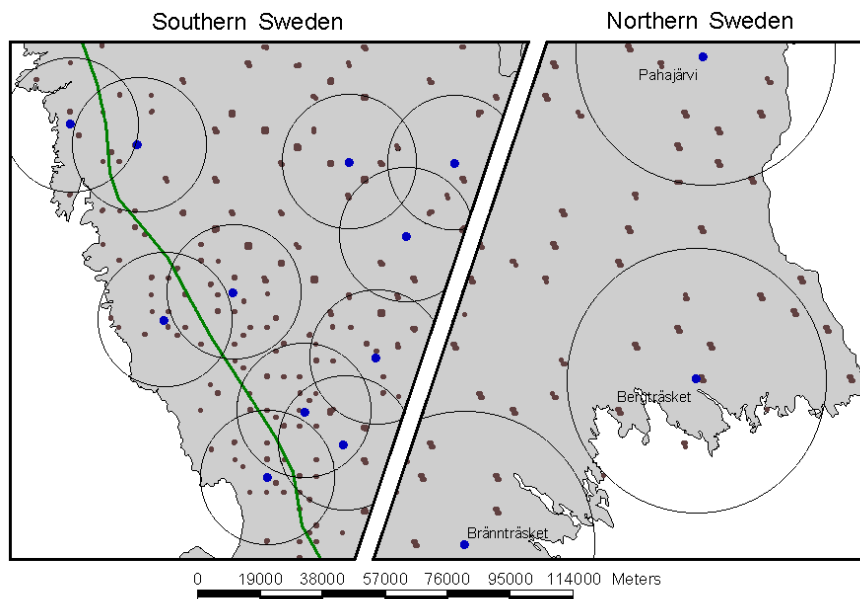 Southern Sweden
Northern Sweden
Pahajärvi
Bergträsket
Brännträsket
0 19000 38000 57000 76000 95000 114000 Meters